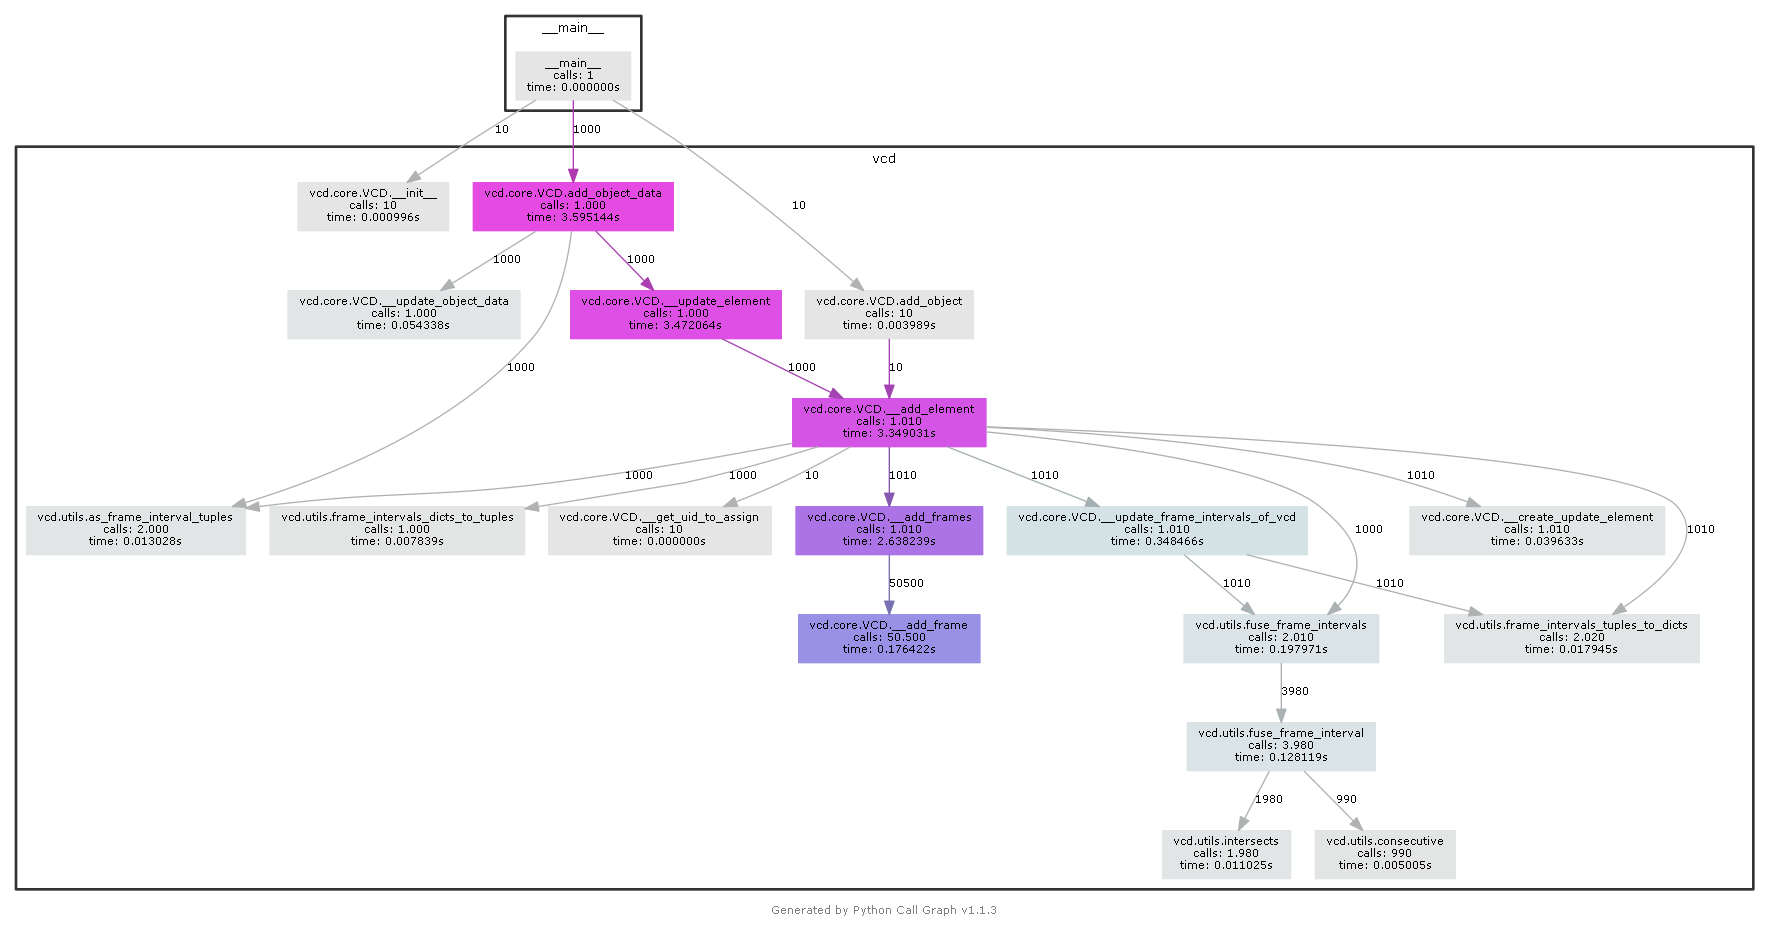 __main__
__main__
calls: 1
time: 0.000000s
10
1000
10
vcd
vcd.core.VCD.__init__
calls: 10
time: 0.000996s
vcd.core.VCD.add_object_data
calls: 1.000
time: 3.595144s
1000
1000
1000
vcd.core.VCD.__update_object_data
calls: 1.000
time: 0.054338s
vcd.core.VCD.__update_element
calls: 1.000
time: 3.472064s
vcd.core.VCD.add_object
calls: 10
time: 0.003989s
1000
10
vcd.core.VCD.__add_element
calls: 1.010
time: 3.349031s
1000
1000
10
1010
1010
1000
1010
1010
vcd.utils.as_frame_interval_tuples
calls: 2.000
time: 0.013028s
vcd.utils.frame_intervals_dicts_to_tuples
calls: 1.000
time: 0.007839s
vcd.core.VCD.__get_uid_to_assign
calls: 10
time: 0.000000s
vcd.core.VCD.__add_frames
calls: 1.010
time: 2.638239s
vcd.core.VCD.__update_frame_intervals_of_vcd
calls: 1.010
time: 0.348466s
vcd.core.VCD.__create_update_element
calls: 1.010
time: 0.039633s
50500
1010
1010
vcd.core.VCD.__add_frame
calls: 50.500
time: 0.176422s
vcd.utils.fuse_frame_intervals
calls: 2.010
time: 0.197971s
vcd.utils.frame_intervals_tuples_to_dicts
calls: 2.020
time: 0.017945s
3980
vcd.utils.fuse_frame_interval
calls: 3.980
time: 0.128119s
1980
990
vcd.utils.intersects
calls: 1.980
time: 0.011025s
vcd.utils.consecutive
calls: 990
time: 0.005005s
Generated by Python Call Graph v1.1.3